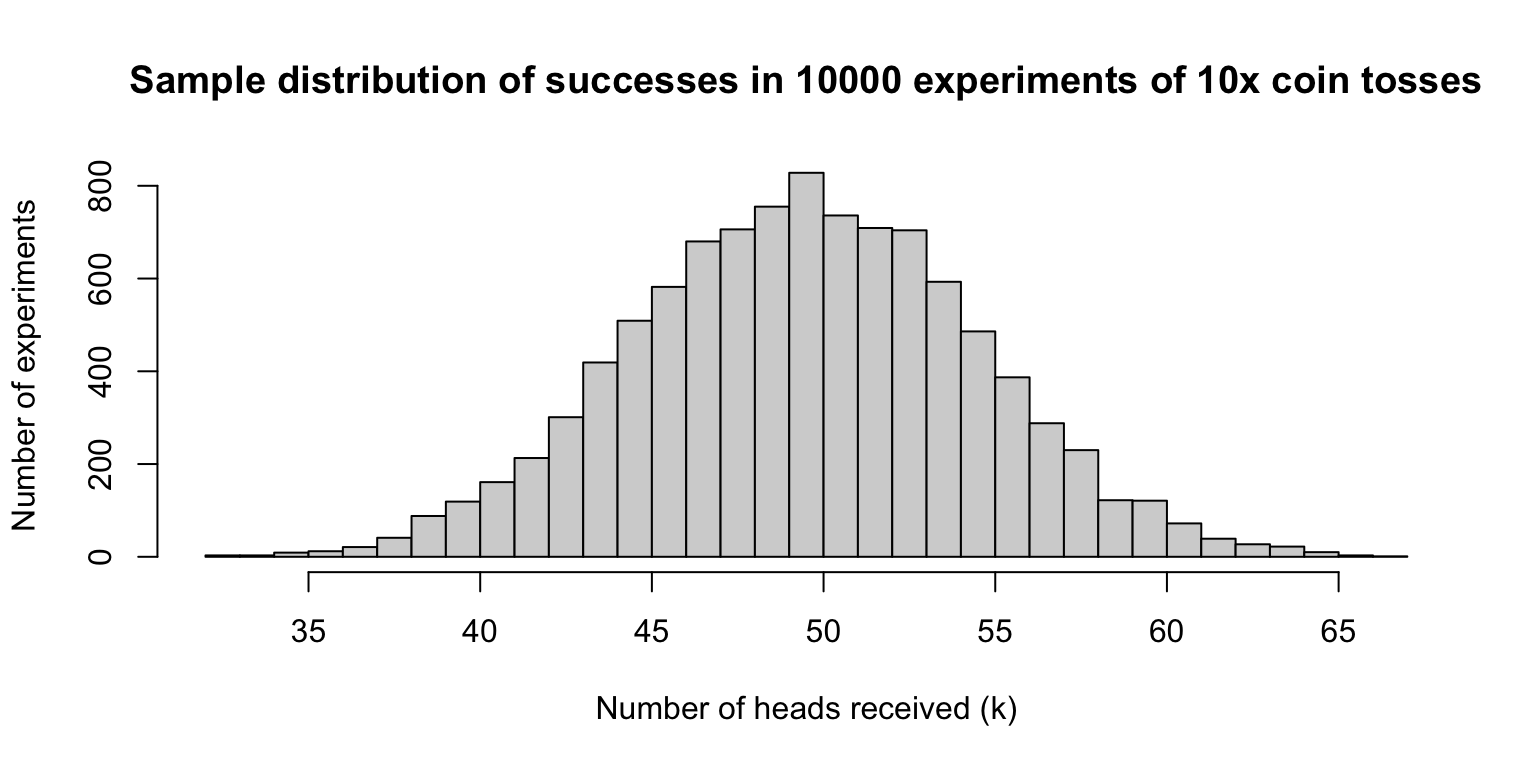 Sample distribution of successes in 10000 experiments of 10x coin tosses
Number of experiments
800
600
400
200
0
35 40 45 50 55 60 65
Number of heads received (k)